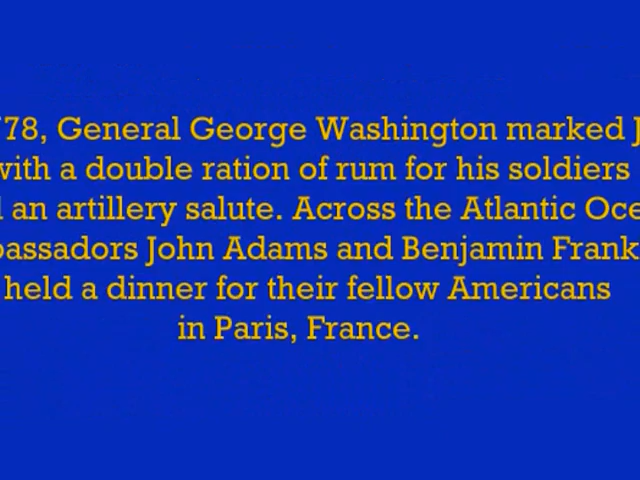 78, General George Washington marked J
with a double ration of rum for his soldiers
an artillery salute. Across the Atlantic Oce
bassadors John Adams and Benjamin Frank
held a dinner for their fellow Americans
in Paris, France.